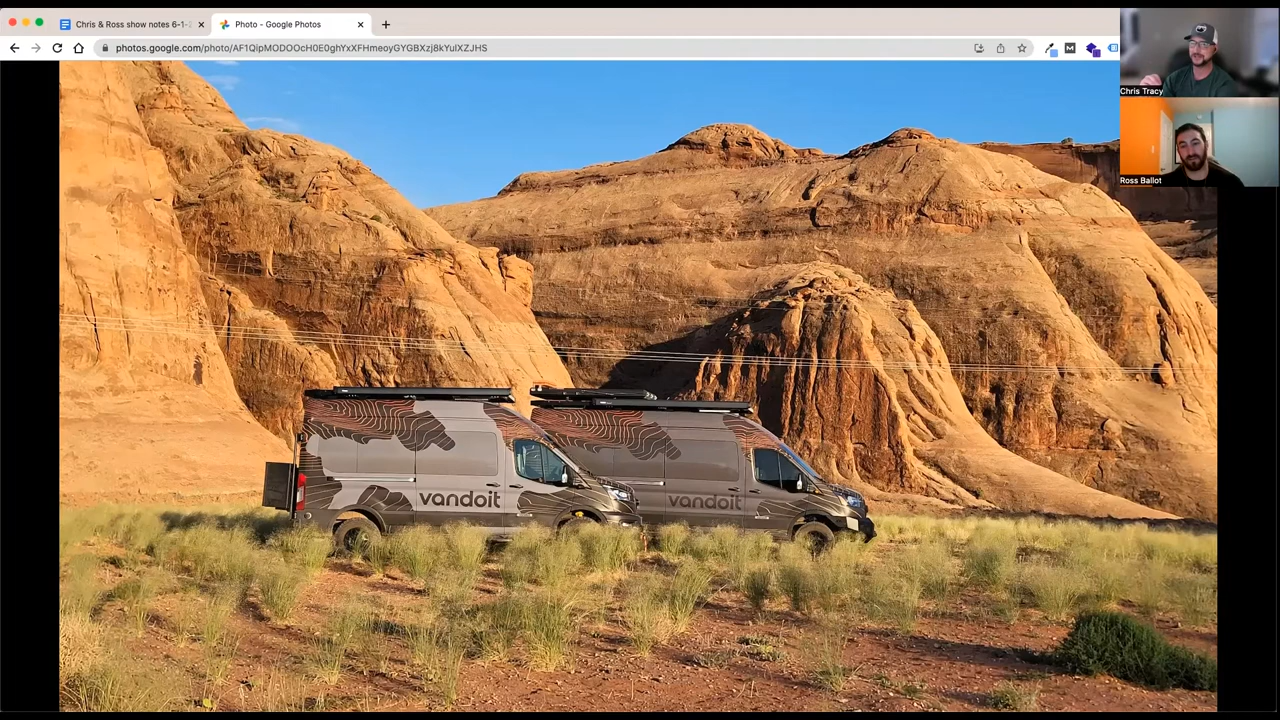 Chris & Ross show notes 6-1-2
Photo - Google Photos
photos.google.com/photo/AF1QipMODOOcH0E0ghYxXFHmeoyGYGBXzj8kYulXZJHS
Chris Tracy
Ross Ballot
vandoit
vandoit